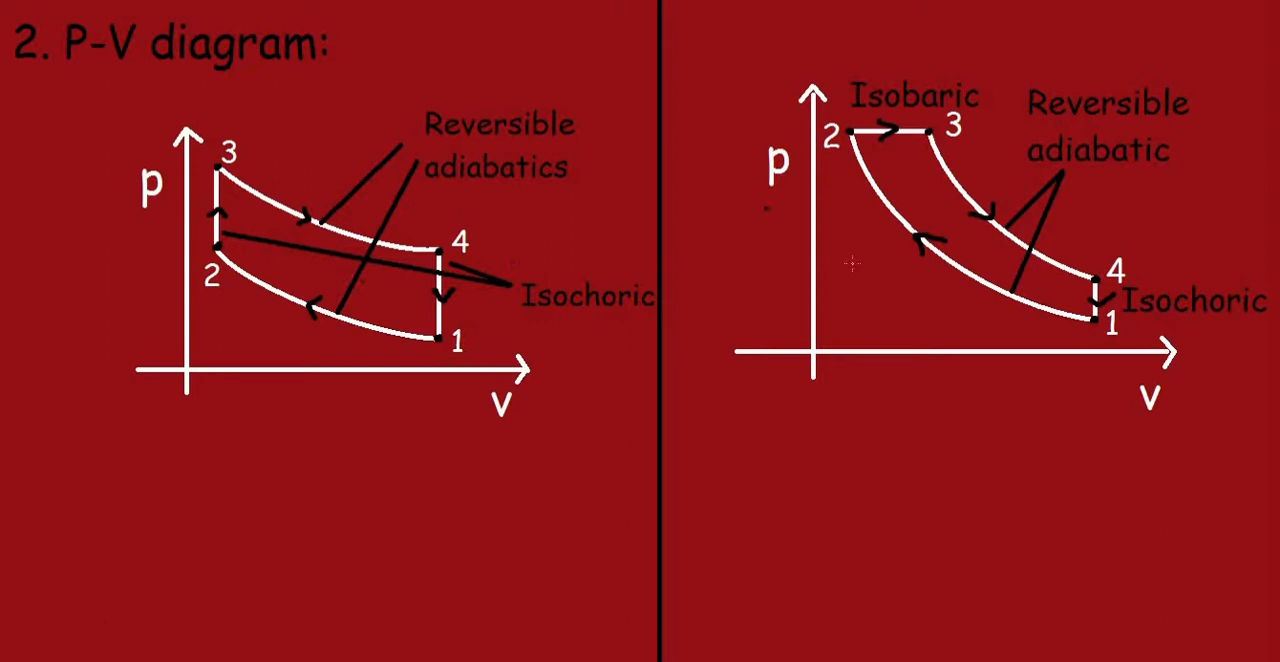 2. P-V diagram:
Reversible
adiabatics
3
p
4
2
Isochoric
1
v
Isobaric
Reversible
adiabatic
2
3
p
4
Isochoric
1
v